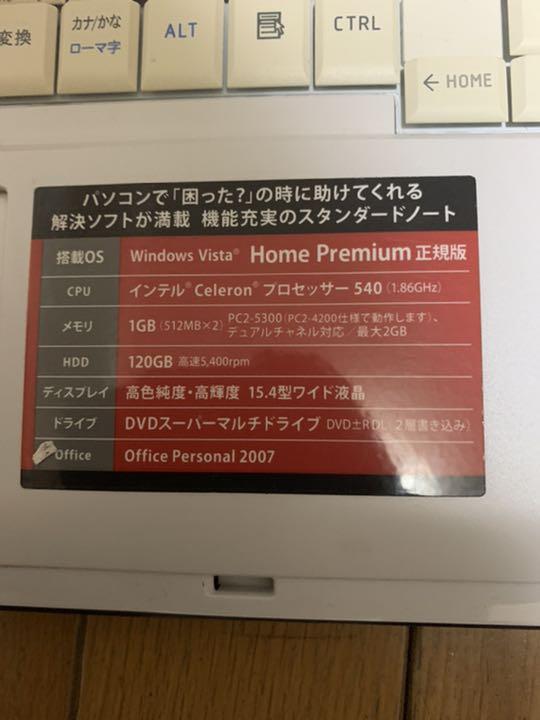 変換
カナ/かな
ローマ字
ALT
CTRL
← HOME
パソコンで「困った?」の時に助けてくれる
解決ソフトが満載 機能充実のスタンダードノート
搭載OS Windows Vista® Home Premium 正規版
CPU インテル® Celeron® プロセッサー 540 (1.86GHz)
メモリ 1GB (512MB×2) PC2-5300 (PC2-4200仕様で動作します)、
デュアルチャネル対応/最大2GB
HDD 120GB 高速5,400rpm
ディスプレイ 高色純度・高輝度 15.4型ワイド液晶
ドライブ DVDスーパーマルチドライブ DVD±R DL(2層書き込み)
Office Office Personal 2007